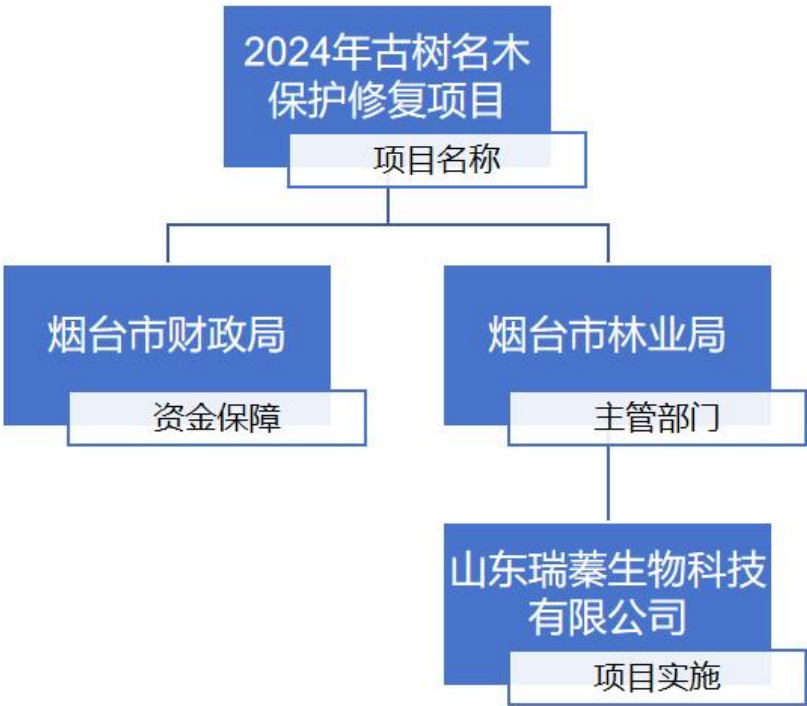 2024年古树名木
保护修复项目
项目名称
烟台市财政局
资金保障
烟台市林业局
主管部门
山东瑞蓁生物科技
有限公司
项目实施